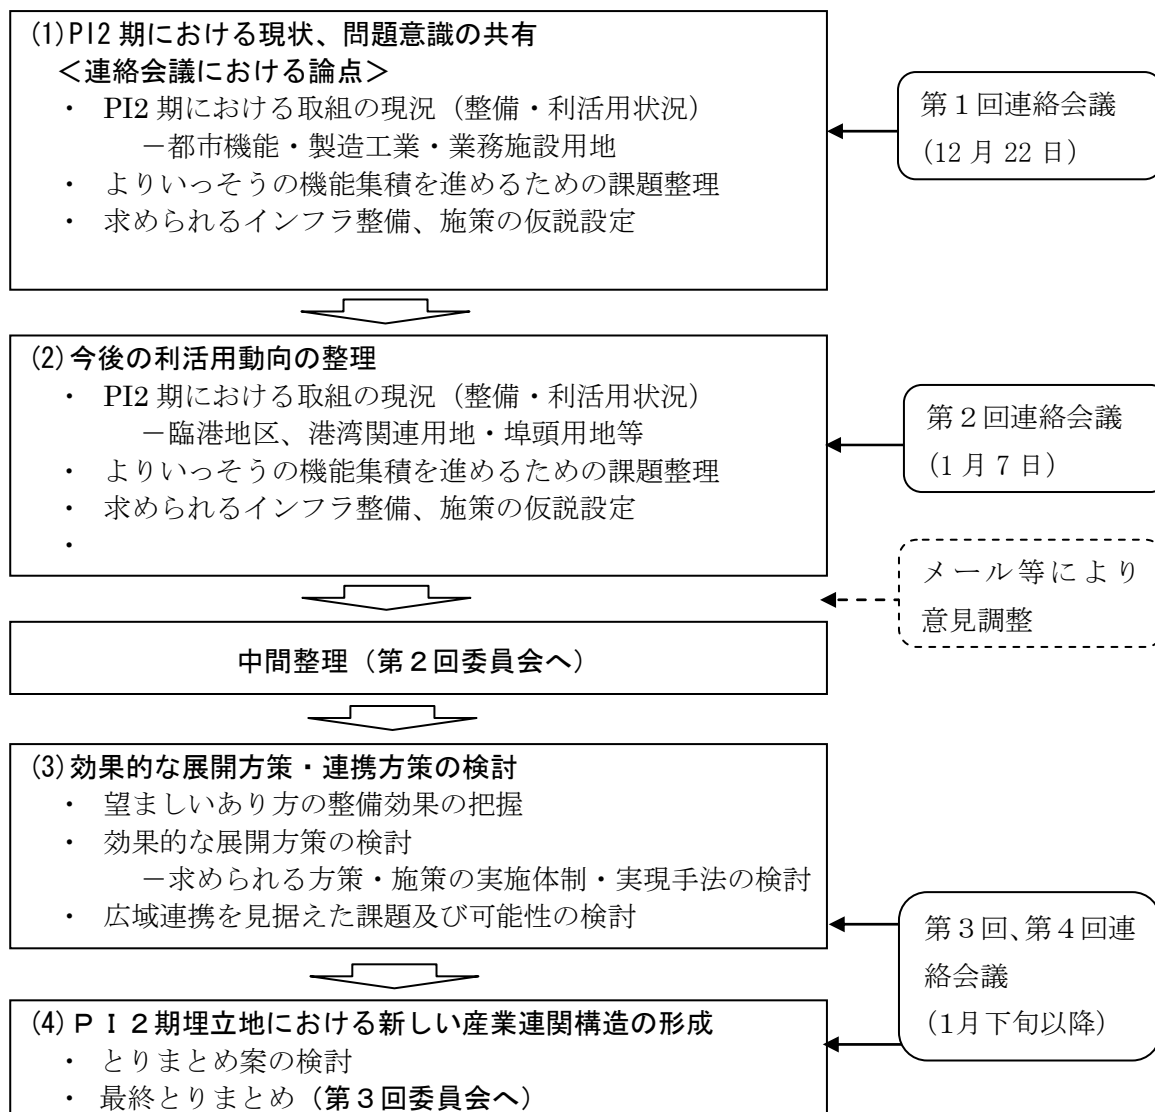 (1)PI2期における現状、問題意識の共有
＜連絡会議における論点＞
・ PI2期における取組の現況（整備・利活用状況）
－都市機能・製造工業・業務施設用地
・ よりいっそうの機能集積を進めるための課題整理
・ 求められるインフラ整備、施策の仮説設定
第１回連絡会議
（12月22日）
(2)今後の利活用動向の整理
・ PI2期における取組の現況（整備・利活用状況）
－臨港地区、港湾関連用地・埠頭用地等
・ よりいっそうの機能集積を進めるための課題整理
・ 求められるインフラ整備、施策の仮説設定
・
第２回連絡会議
（1月7日）
メール等により
意見調整
中間整理（第２回委員会へ）
(3)効果的な展開方策・連携方策の検討
・ 望ましいあり方の整備効果の把握
・ 効果的な展開方策の検討
－求められる方策・施策の実施体制・実現手法の検討
・ 広域連携を見据えた課題及び可能性の検討
第３回、第４回連
絡会議
（1月下旬以降）
(4)ＰＩ２期埋立地における新しい産業連関構造の形成
・ とりまとめ案の検討
・ 最終とりまとめ（第３回委員会へ）